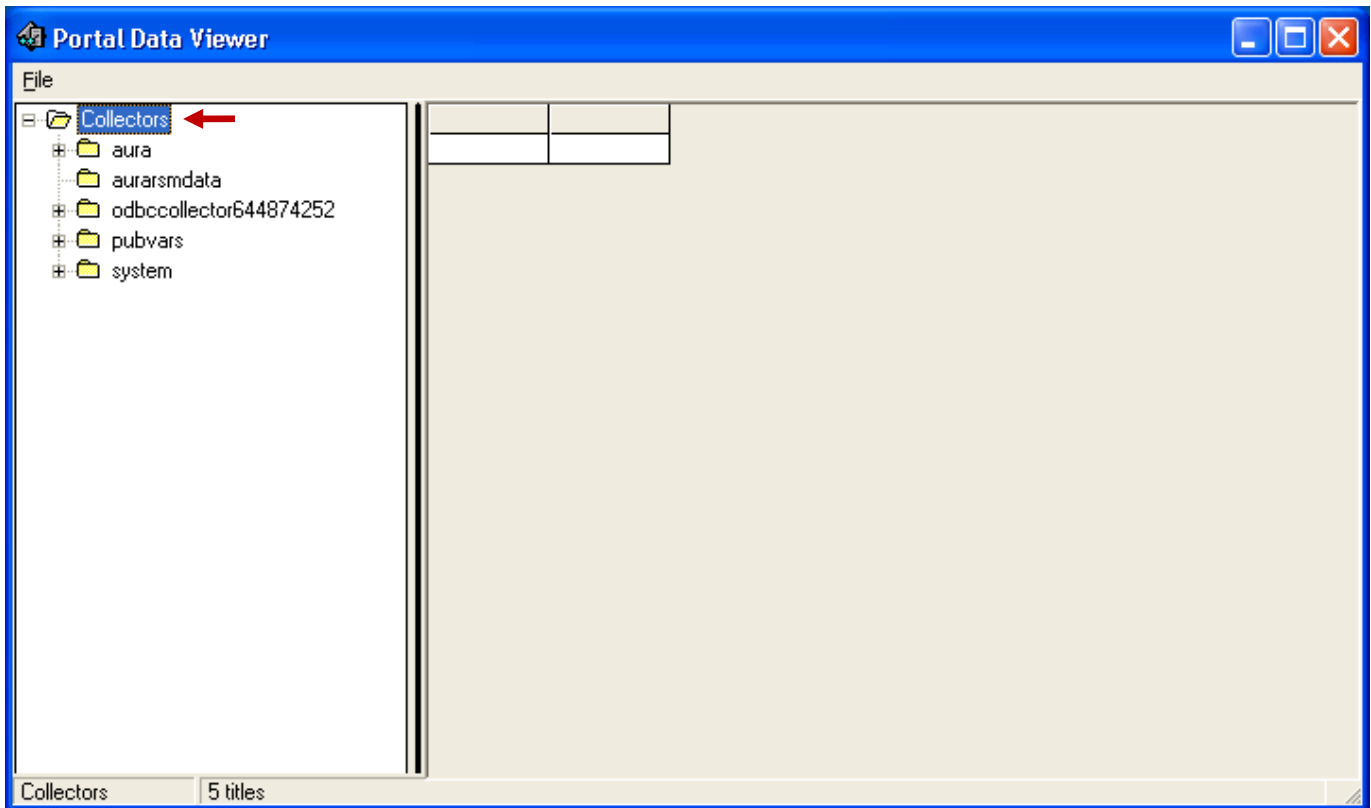 Portal Data Viewer
File
Collectors
aura
aurarsmdata
odbccollector644874252
pubvars
system
Collectors 5 titles